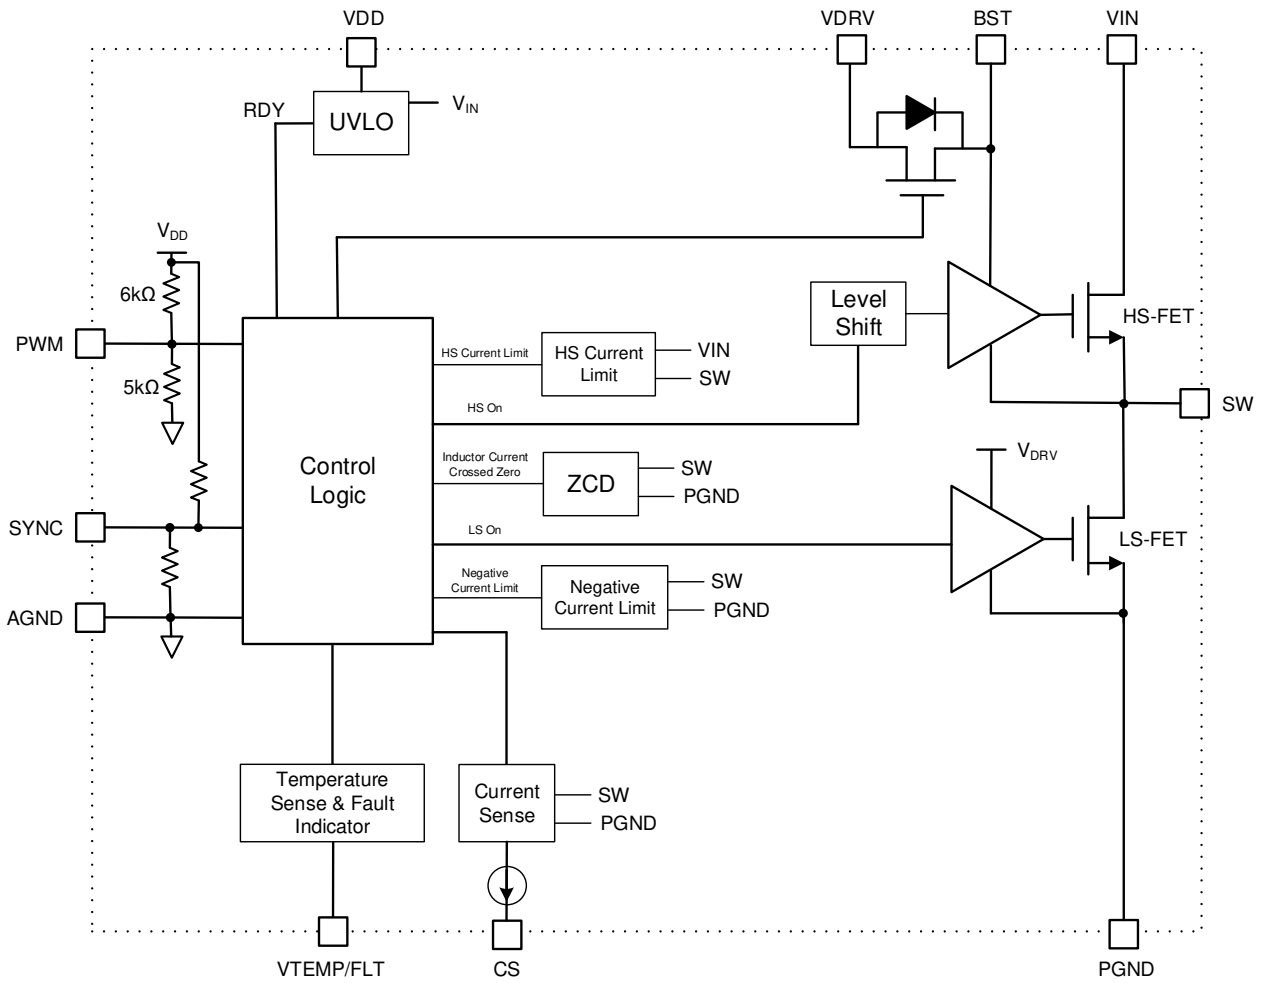 VDD
VDRV
BST
VIN
RDY
UVLO
VIN
VDD
6kΩ
PWM
5kΩ
SYNC
AGND
Control
Logic
HS Current Limit
HS Current
Limit
VIN
SW
HS On
Level
Shift
HS-FET
SW
Inductor Current
Crossed Zero
ZCD
SW
PGND
VDRV
LS On
LS-FET
Negative
Current Limit
Negative
Current Limit
SW
PGND
Temperature
Sense & Fault
Indicator
Current
Sense
SW
PGND
VTEMP/FLT
CS
PGND